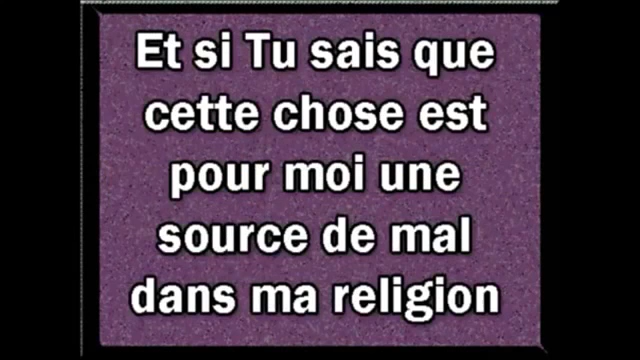 Et si Tu sais que
cette chose est
pour moi une
source de mal
dans ma religion